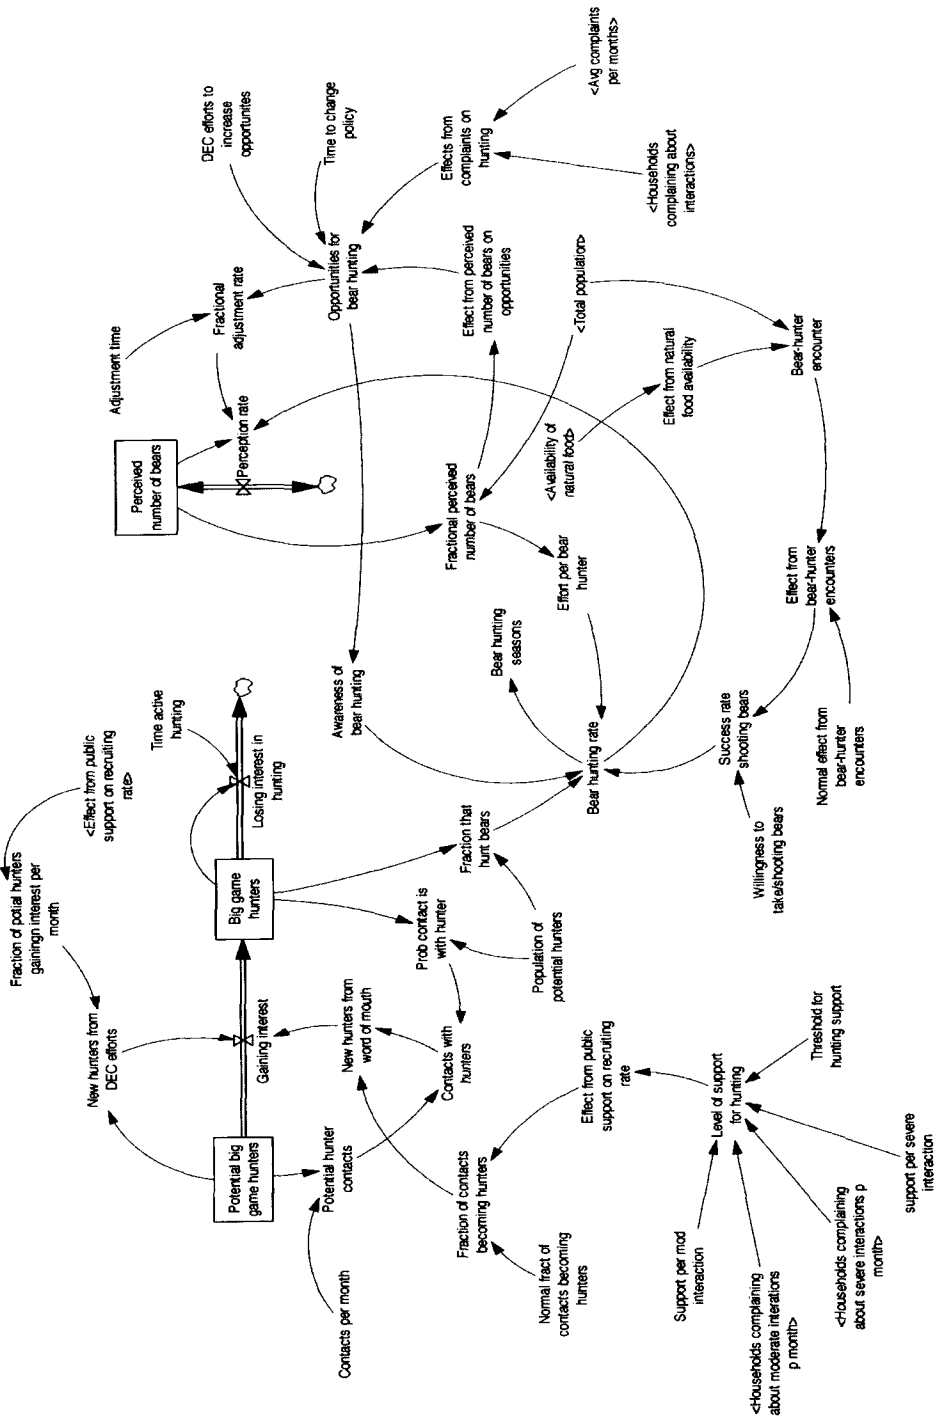 Fraction of potial hunters
gainingn interest per
month
<Effect from public
support on recruiting
rate>
New hunters from
DEC efforts
Adjustment time
Time active
hunting
Perceived
number of bears
DEC efforts to
increase
opportunites
Potential big
game hunters
Gaining interest
Big game
hunters
Losing interest in
hunting
Perception rate
Fractional
adjustment rate
Time to change
policy
Contacts per month
Potential hunter
contacts
New hunters from
word of mouth
Awareness of
bear hunting
Opportunities for
bear hunting
Prob contact is
with hunter
Contacts with
hunters
Fraction that
hunt bears
Fractional perceived
number of bears
Effect from perceived
number of bears on
opportunities
Effects from
complaints on
hunting
Fraction of contacts
becoming hunters
Population of
potential hunters
Bear hunting
seasons
Effort per bear
hunter
<Availability of
natural food>
<Total population>
<Avg complaints
per months>
Normal fract of
contacts becoming
hunters
Effect from public
support on recruiting
rate
Bear hunting rate
Effect from natural
food availability
<Households
complaining about
interactions>
Support per mod
interaction
Level of support
for hunting
Success rate
shooting bears
Effect from
bear-hunter
encounters
Bear-hunter
encounter
<Households complaining
about moderate interations
p month>
Willingness to
take/shooting bears
Normal effect from
bear-hunter
encounters
<Households complaining
about severe interactions p
month>
Threshold for
hunting support
support per severe
interaction